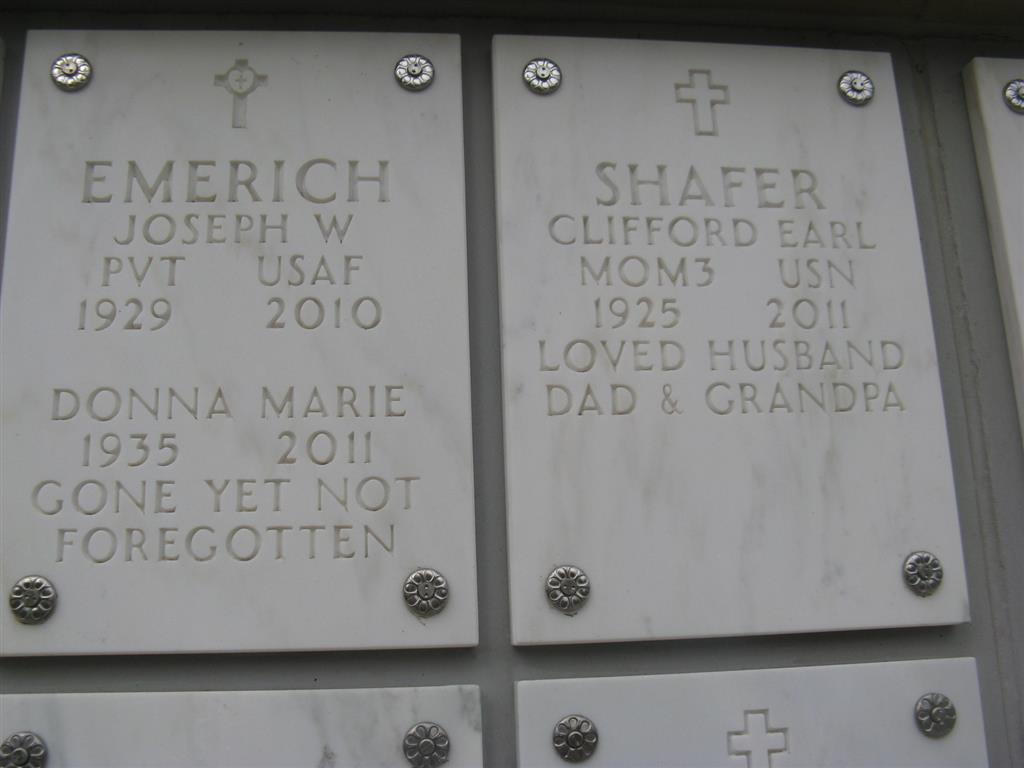 EMERICH
JOSEPH W
PVT USAF
1929 2010
DONNA MARIE
1935 2011
GONE YET NOT
FOREGOTTEN
SHAFER
CLIFFORD EARL
MOM3 USN
1925 2011
LOVED HUSBAND
DAD & GRANDPA